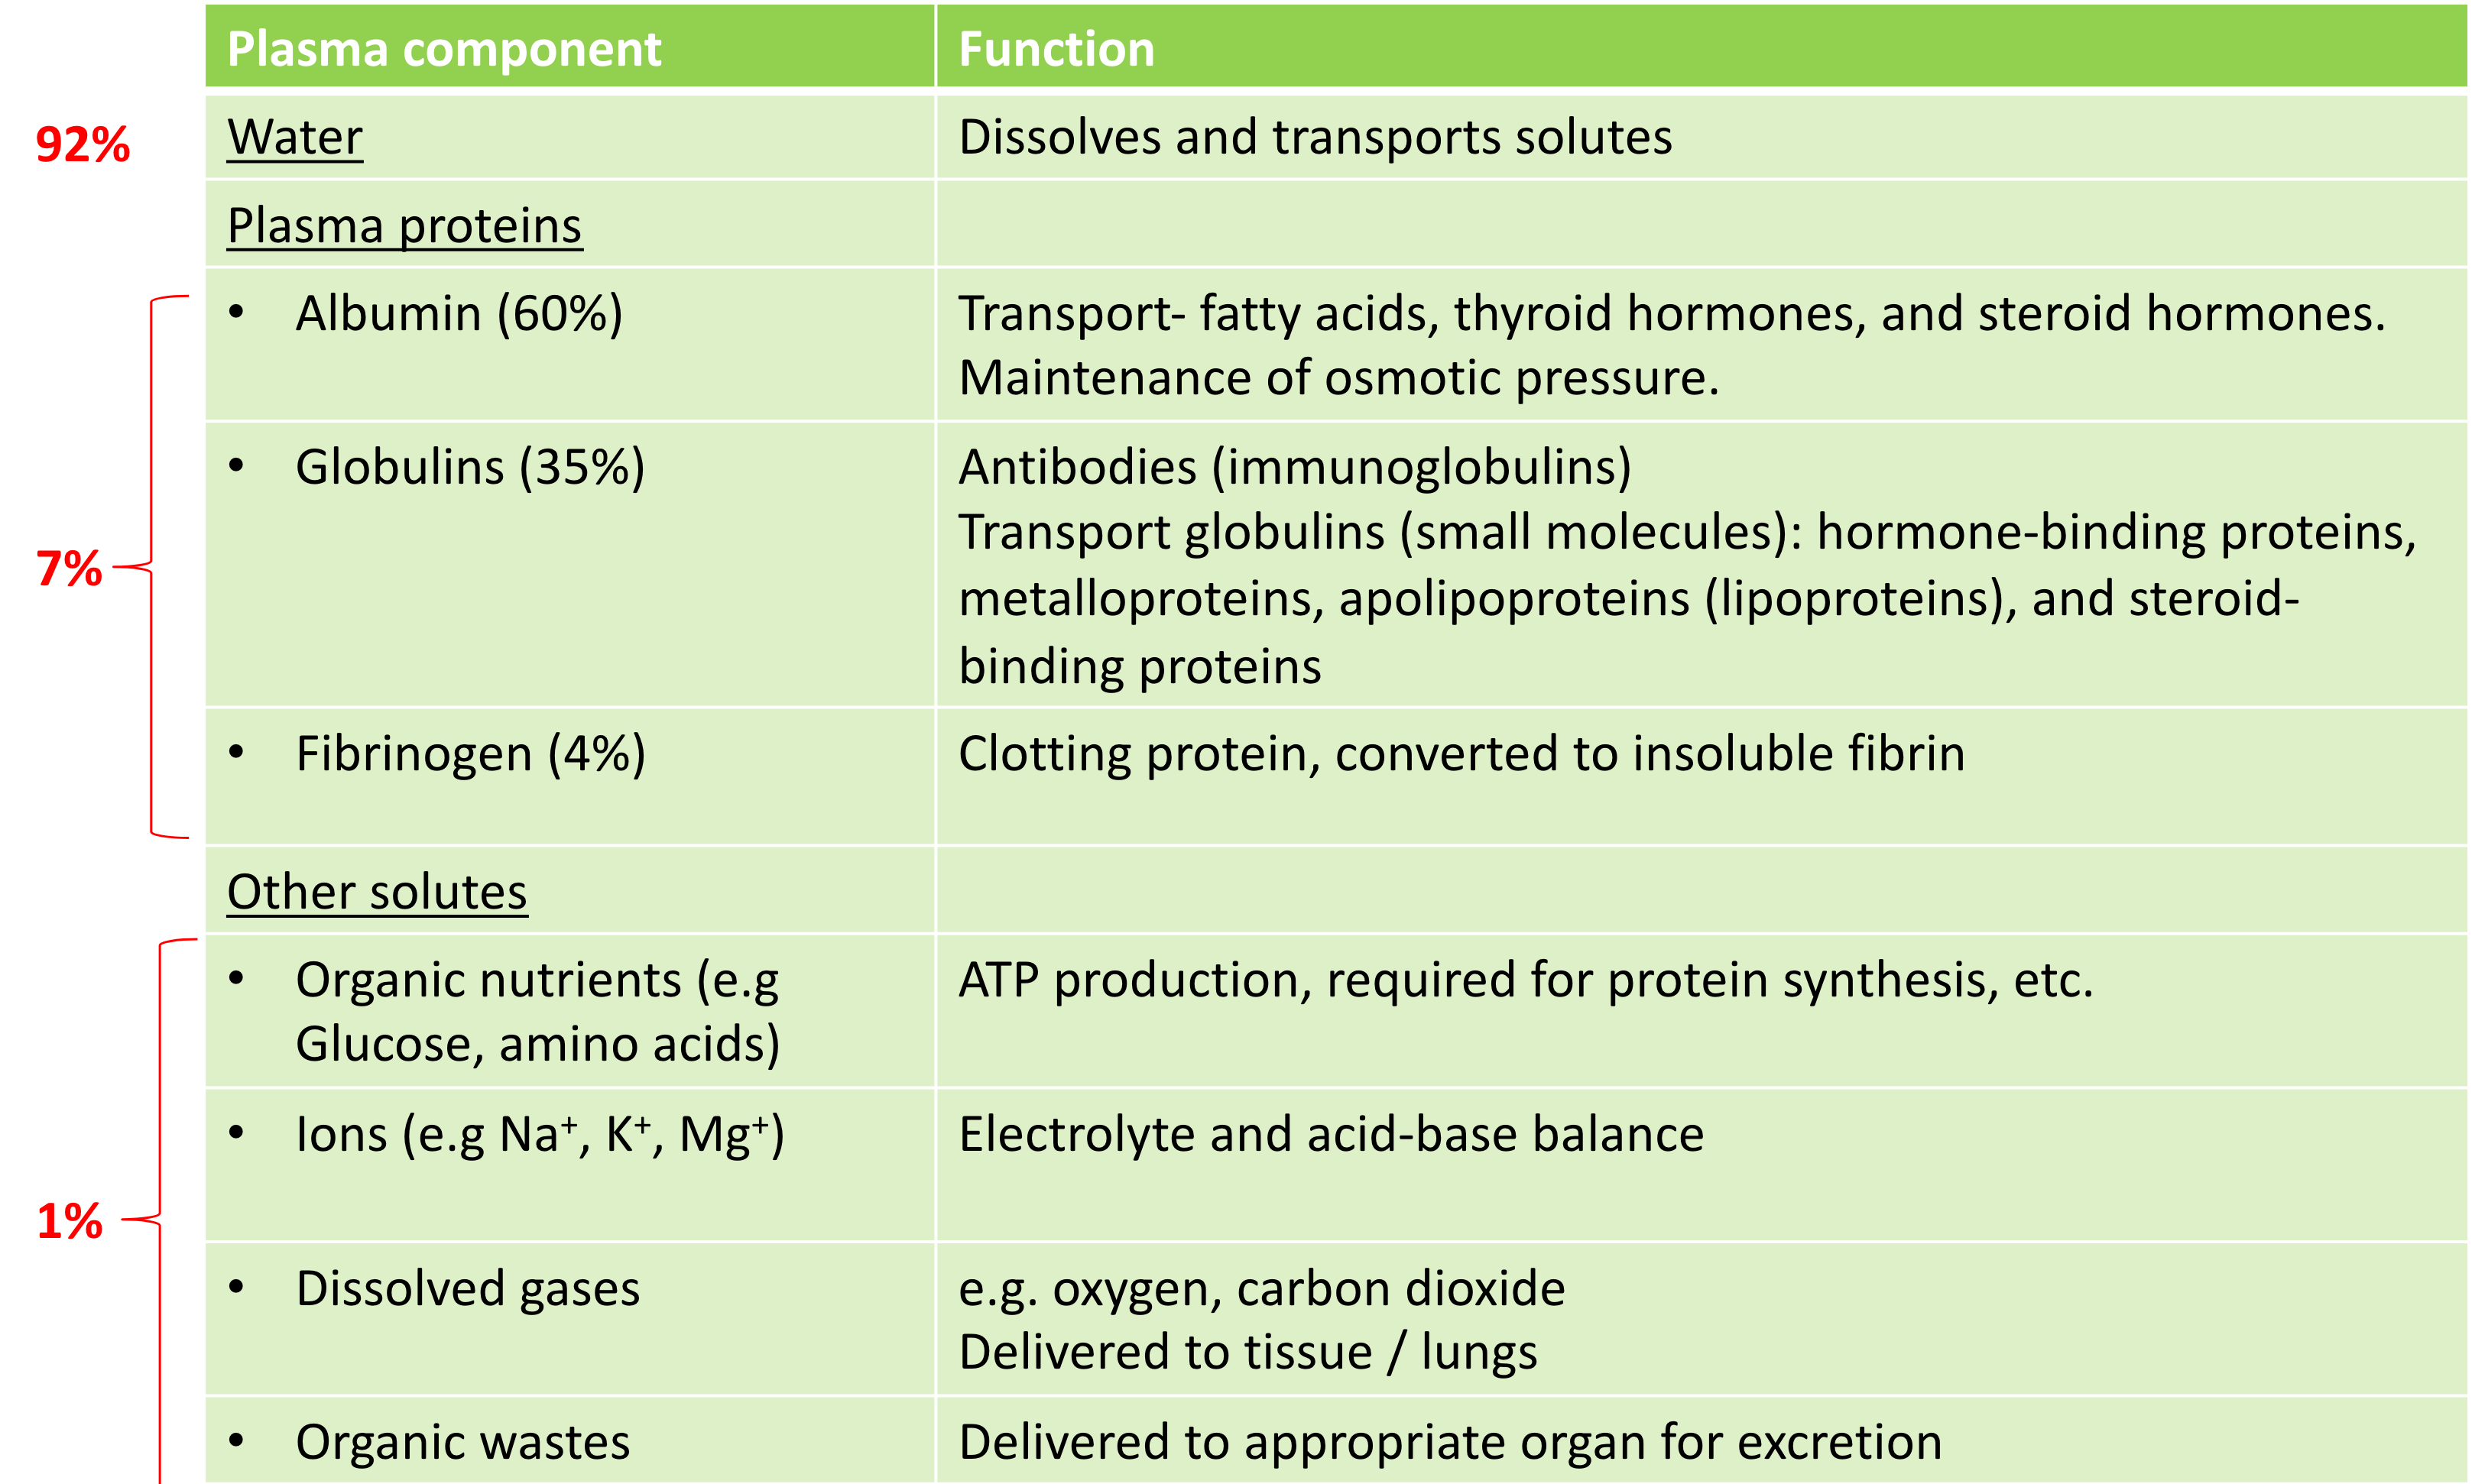 Plasma component
Function
92%
Water
Dissolves and transports solutes
Plasma proteins
7%
• Albumin (60%)
Transport- fatty acids, thyroid hormones, and steroid hormones.
Maintenance of osmotic pressure.
• Globulins (35%)
Antibodies (immunoglobulins)
Transport globulins (small molecules): hormone-binding proteins,
metalloproteins, apolipoproteins (lipoproteins), and steroid-
binding proteins
• Fibrinogen (4%)
Clotting protein, converted to insoluble fibrin
Other solutes
1%
• Organic nutrients (e.g
Glucose, amino acids)
ATP production, required for protein synthesis, etc.
• Ions (e.g Na⁺, K⁺, Mg⁺)
Electrolyte and acid-base balance
• Dissolved gases
e.g. oxygen, carbon dioxide
Delivered to tissue / lungs
• Organic wastes
Delivered to appropriate organ for excretion